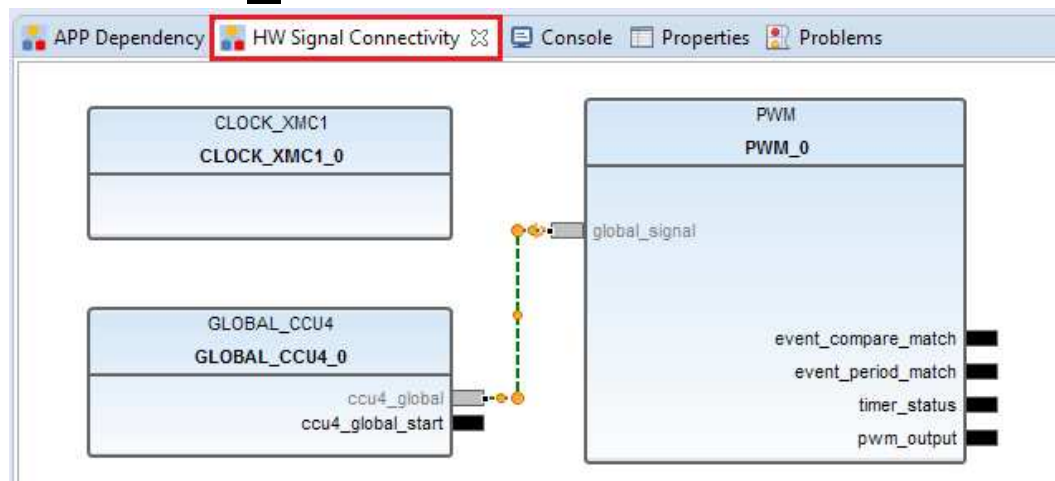 APP Dependency HW Signal Connectivity Console Properties Problems
CLOCK_XMC1
CLOCK_XMC1_0
PWM
PWM_0
global_signal
GLOBAL_CCU4
GLOBAL_CCU4_0
ccu4_global
ccu4_global_start
event_compare_match
event_period_match
timer_status
pwm_output